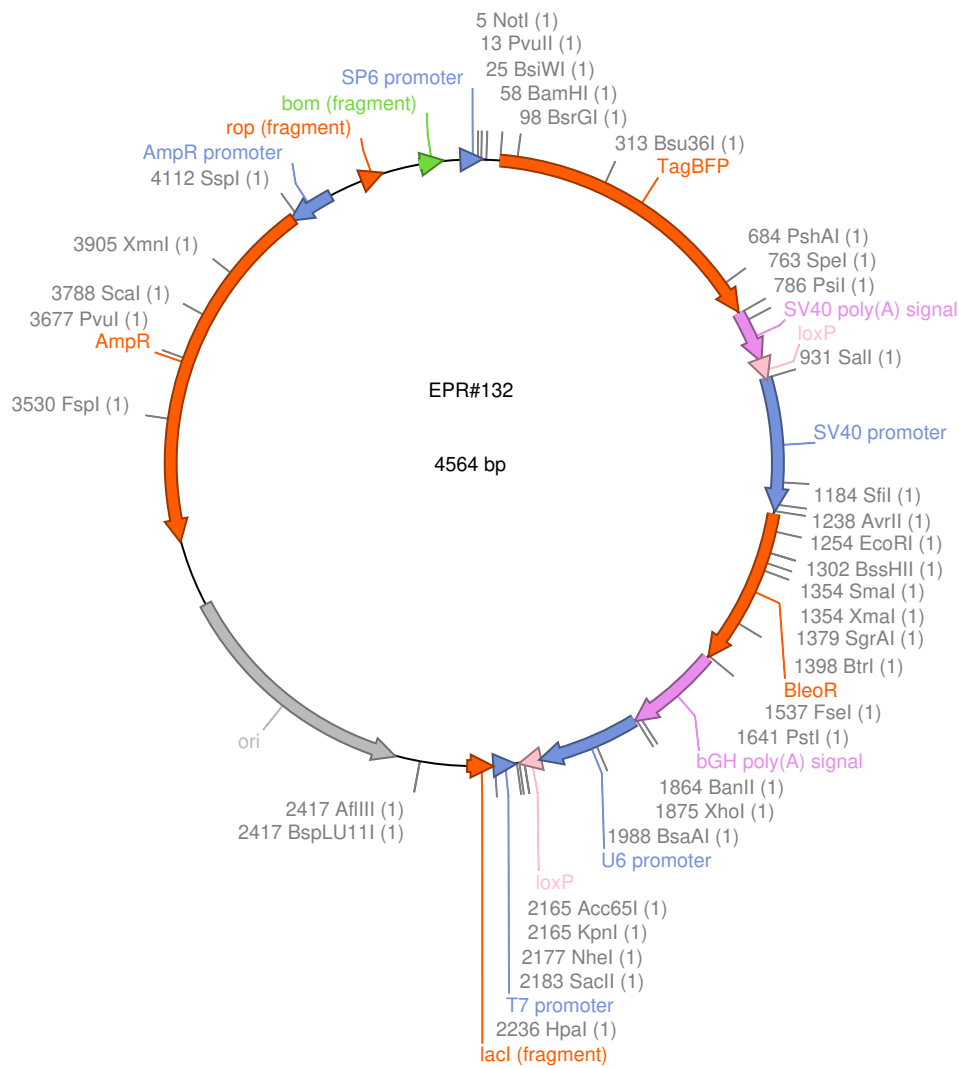 5 NotI (1)
13 PvuII (1)
SP6 promoter
25 BsiWI (1)
58 BamHI (1)
bom (fragment)
98 BsrGI (1)
rop (fragment)
313 Bsu36I (1)
AmpR promoter
TagBFP
4112 SspI (1)
3905 XmnI (1)
684 PshAI (1)
763 SpeI (1)
786 PsiI (1)
3788 ScaI (1)
SV40 poly(A) signal
3677 PvuI (1)
loxP
AmpR
931 SalI (1)
EPR#132
3530 FspI (1)
SV40 promoter
4564 bp
1184 SfiI (1)
1238 AvrII (1)
1254 EcoRI (1)
1302 BssHII (1)
1354 SmaI (1)
1354 XmaI (1)
1379 SgrAI (1)
1398 BtrI (1)
BleoR
1537 FseI (1)
ori
1641 PstI (1)
bGH poly(A) signal
1864 BanII (1)
2417 AflIII (1)
1875 XhoI (1)
2417 BspLU11I (1)
1988 BsaAI (1)
U6 promoter
loxP
2165 Acc65I (1)
2165 KpnI (1)
2177 NheI (1)
2183 SacII (1)
T7 promoter
2236 HpaI (1)
lacI (fragment)